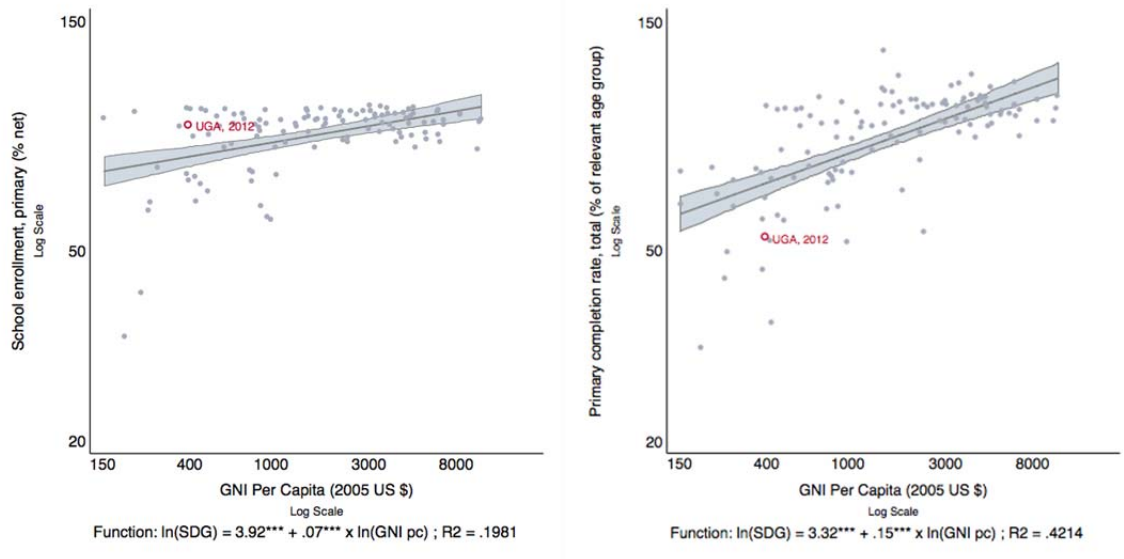 150
50
20
School enrollment, primary (% net)
Log Scale
UGA, 2012
150 400 1000 3000 8000
GNI Per Capita (2005 US $)
Log Scale
Function: ln(SDG) = 3.92*** + .07*** x ln(GNI pc) ; R2 = .1981
150
50
20
Primary completion rate, total (% of relevant age group)
Log Scale
UGA, 2012
150 400 1000 3000 8000
GNI Per Capita (2005 US $)
Log Scale
Function: ln(SDG) = 3.32*** + .15*** x ln(GNI pc) ; R2 = .4214